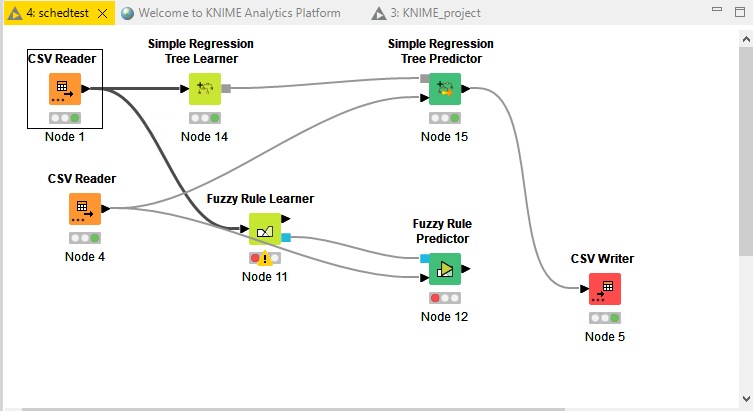 4: schedtest
Welcome to KNIME Analytics Platform
3: KNIME_project
CSV Reader
Node 1
Simple Regression
Tree Learner
Node 14
Simple Regression
Tree Predictor
Node 15
CSV Reader
Node 4
Fuzzy Rule Learner
Node 11
Fuzzy Rule
Predictor
Node 12
CSV Writer
Node 5